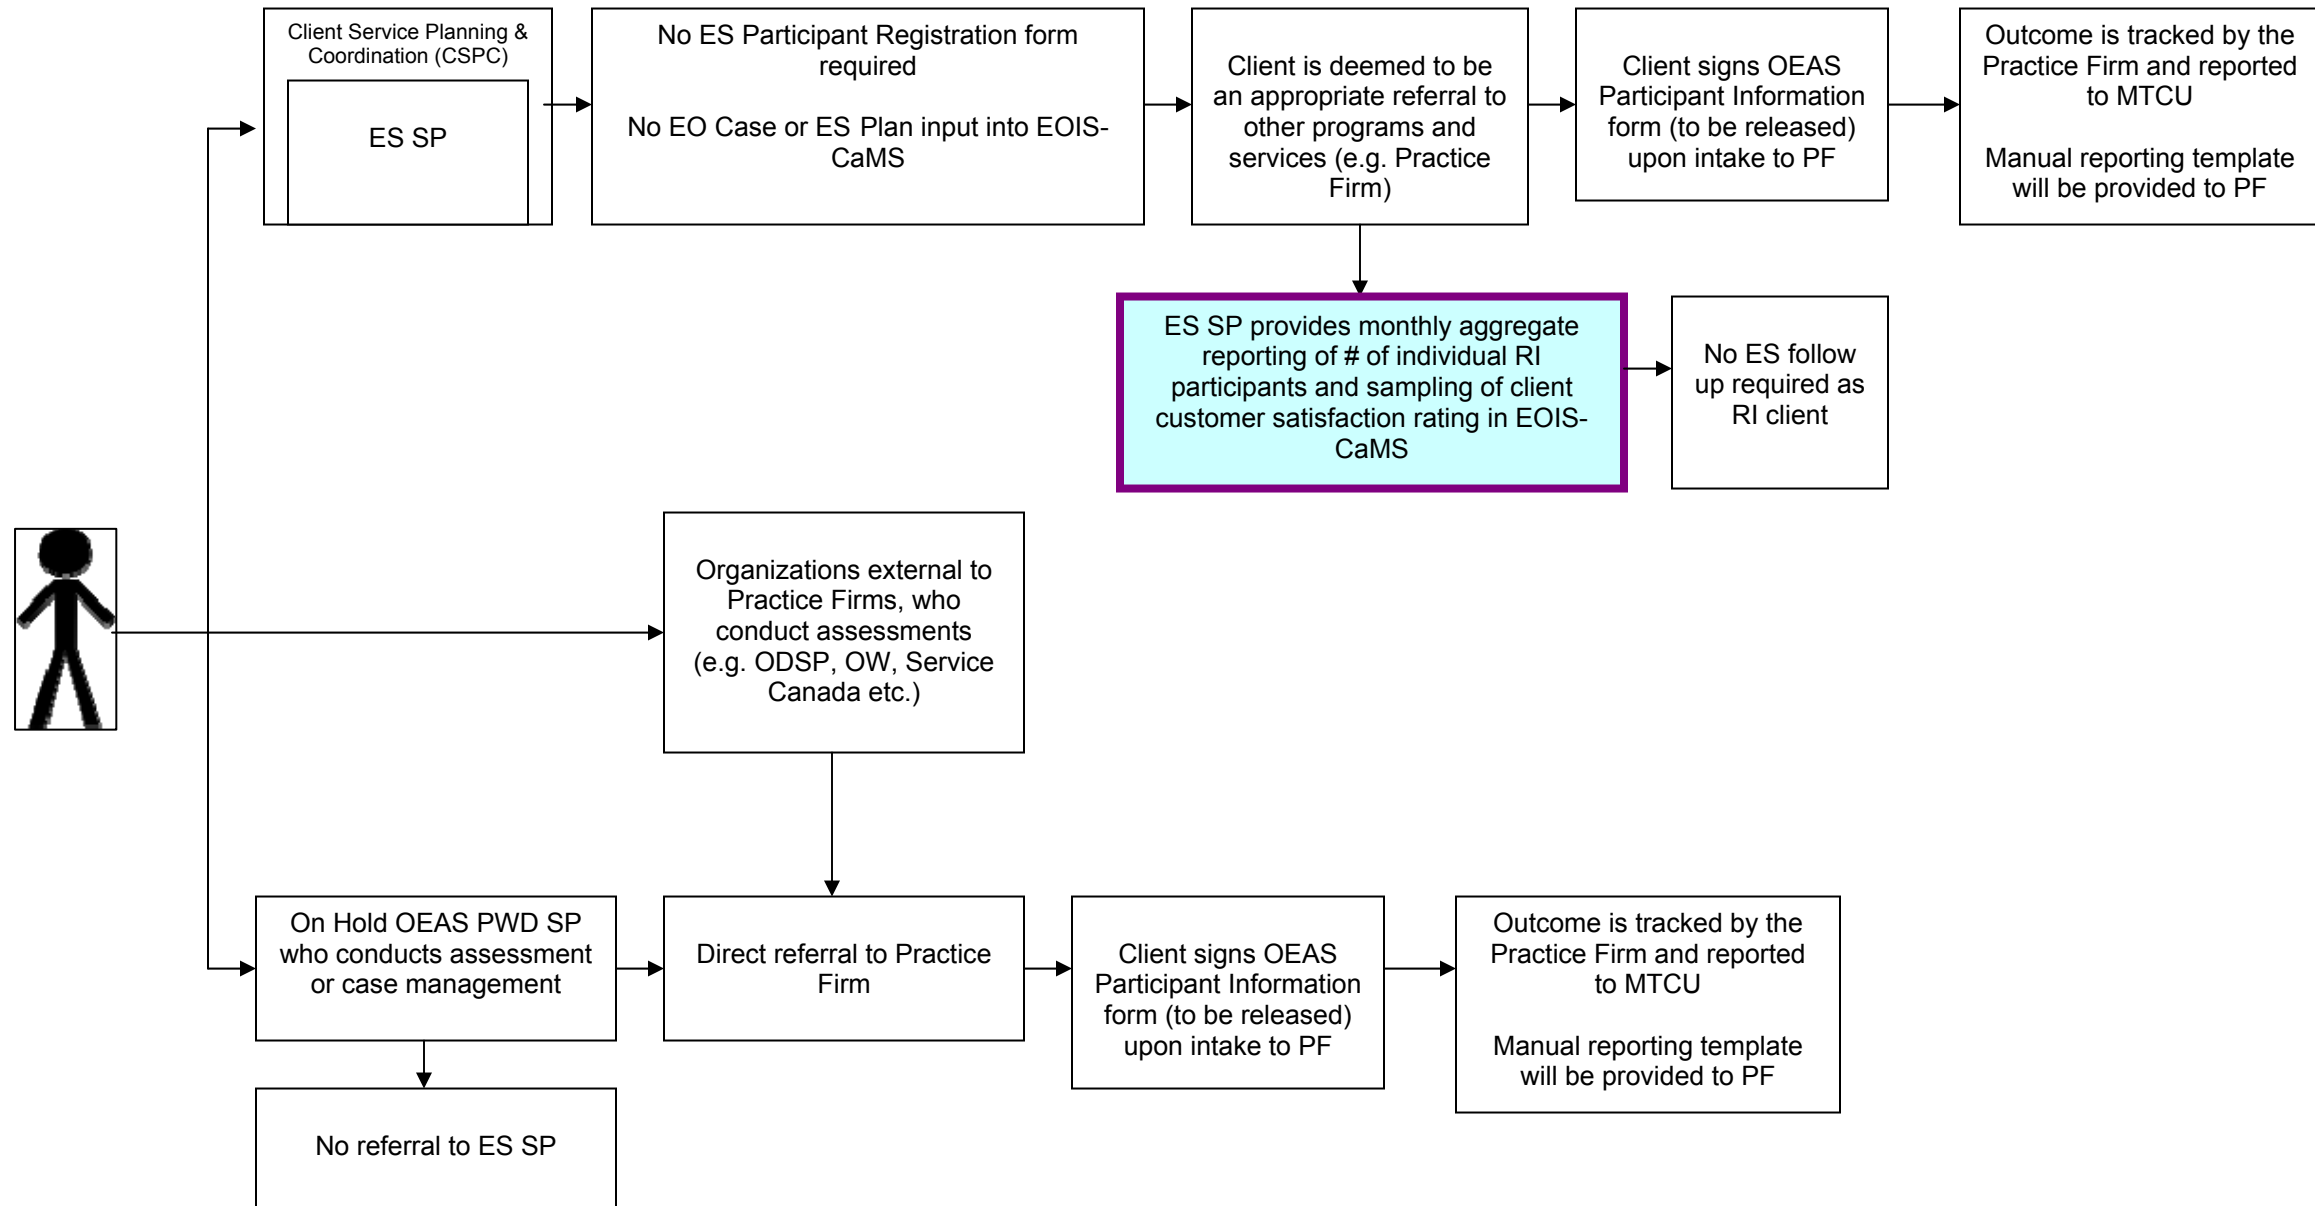 Client Service Planning &
Coordination (CSPC)
ES SP
No ES Participant Registration form
required
No EO Case or ES Plan input into EOIS-
CaMS
Client is deemed to be
an appropriate referral to
other programs and
services (e.g. Practice
Firm)
Client signs OEAS
Participant Information
form (to be released)
upon intake to PF
Outcome is tracked by the
Practice Firm and reported
to MTCU
Manual reporting template
will be provided to PF
ES SP provides monthly aggregate
reporting of # of individual RI
participants and sampling of client
customer satisfaction rating in EOIS-
CaMS
No ES follow
up required as
RI client
Organizations external to
Practice Firms, who
conduct assessments
(e.g. ODSP, OW, Service
Canada etc.)
On Hold OEAS PWD SP
who conducts assessment
or case management
Direct referral to Practice
Firm
Client signs OEAS
Participant Information
form (to be released)
upon intake to PF
Outcome is tracked by the
Practice Firm and reported
to MTCU
Manual reporting template
will be provided to PF
No referral to ES SP